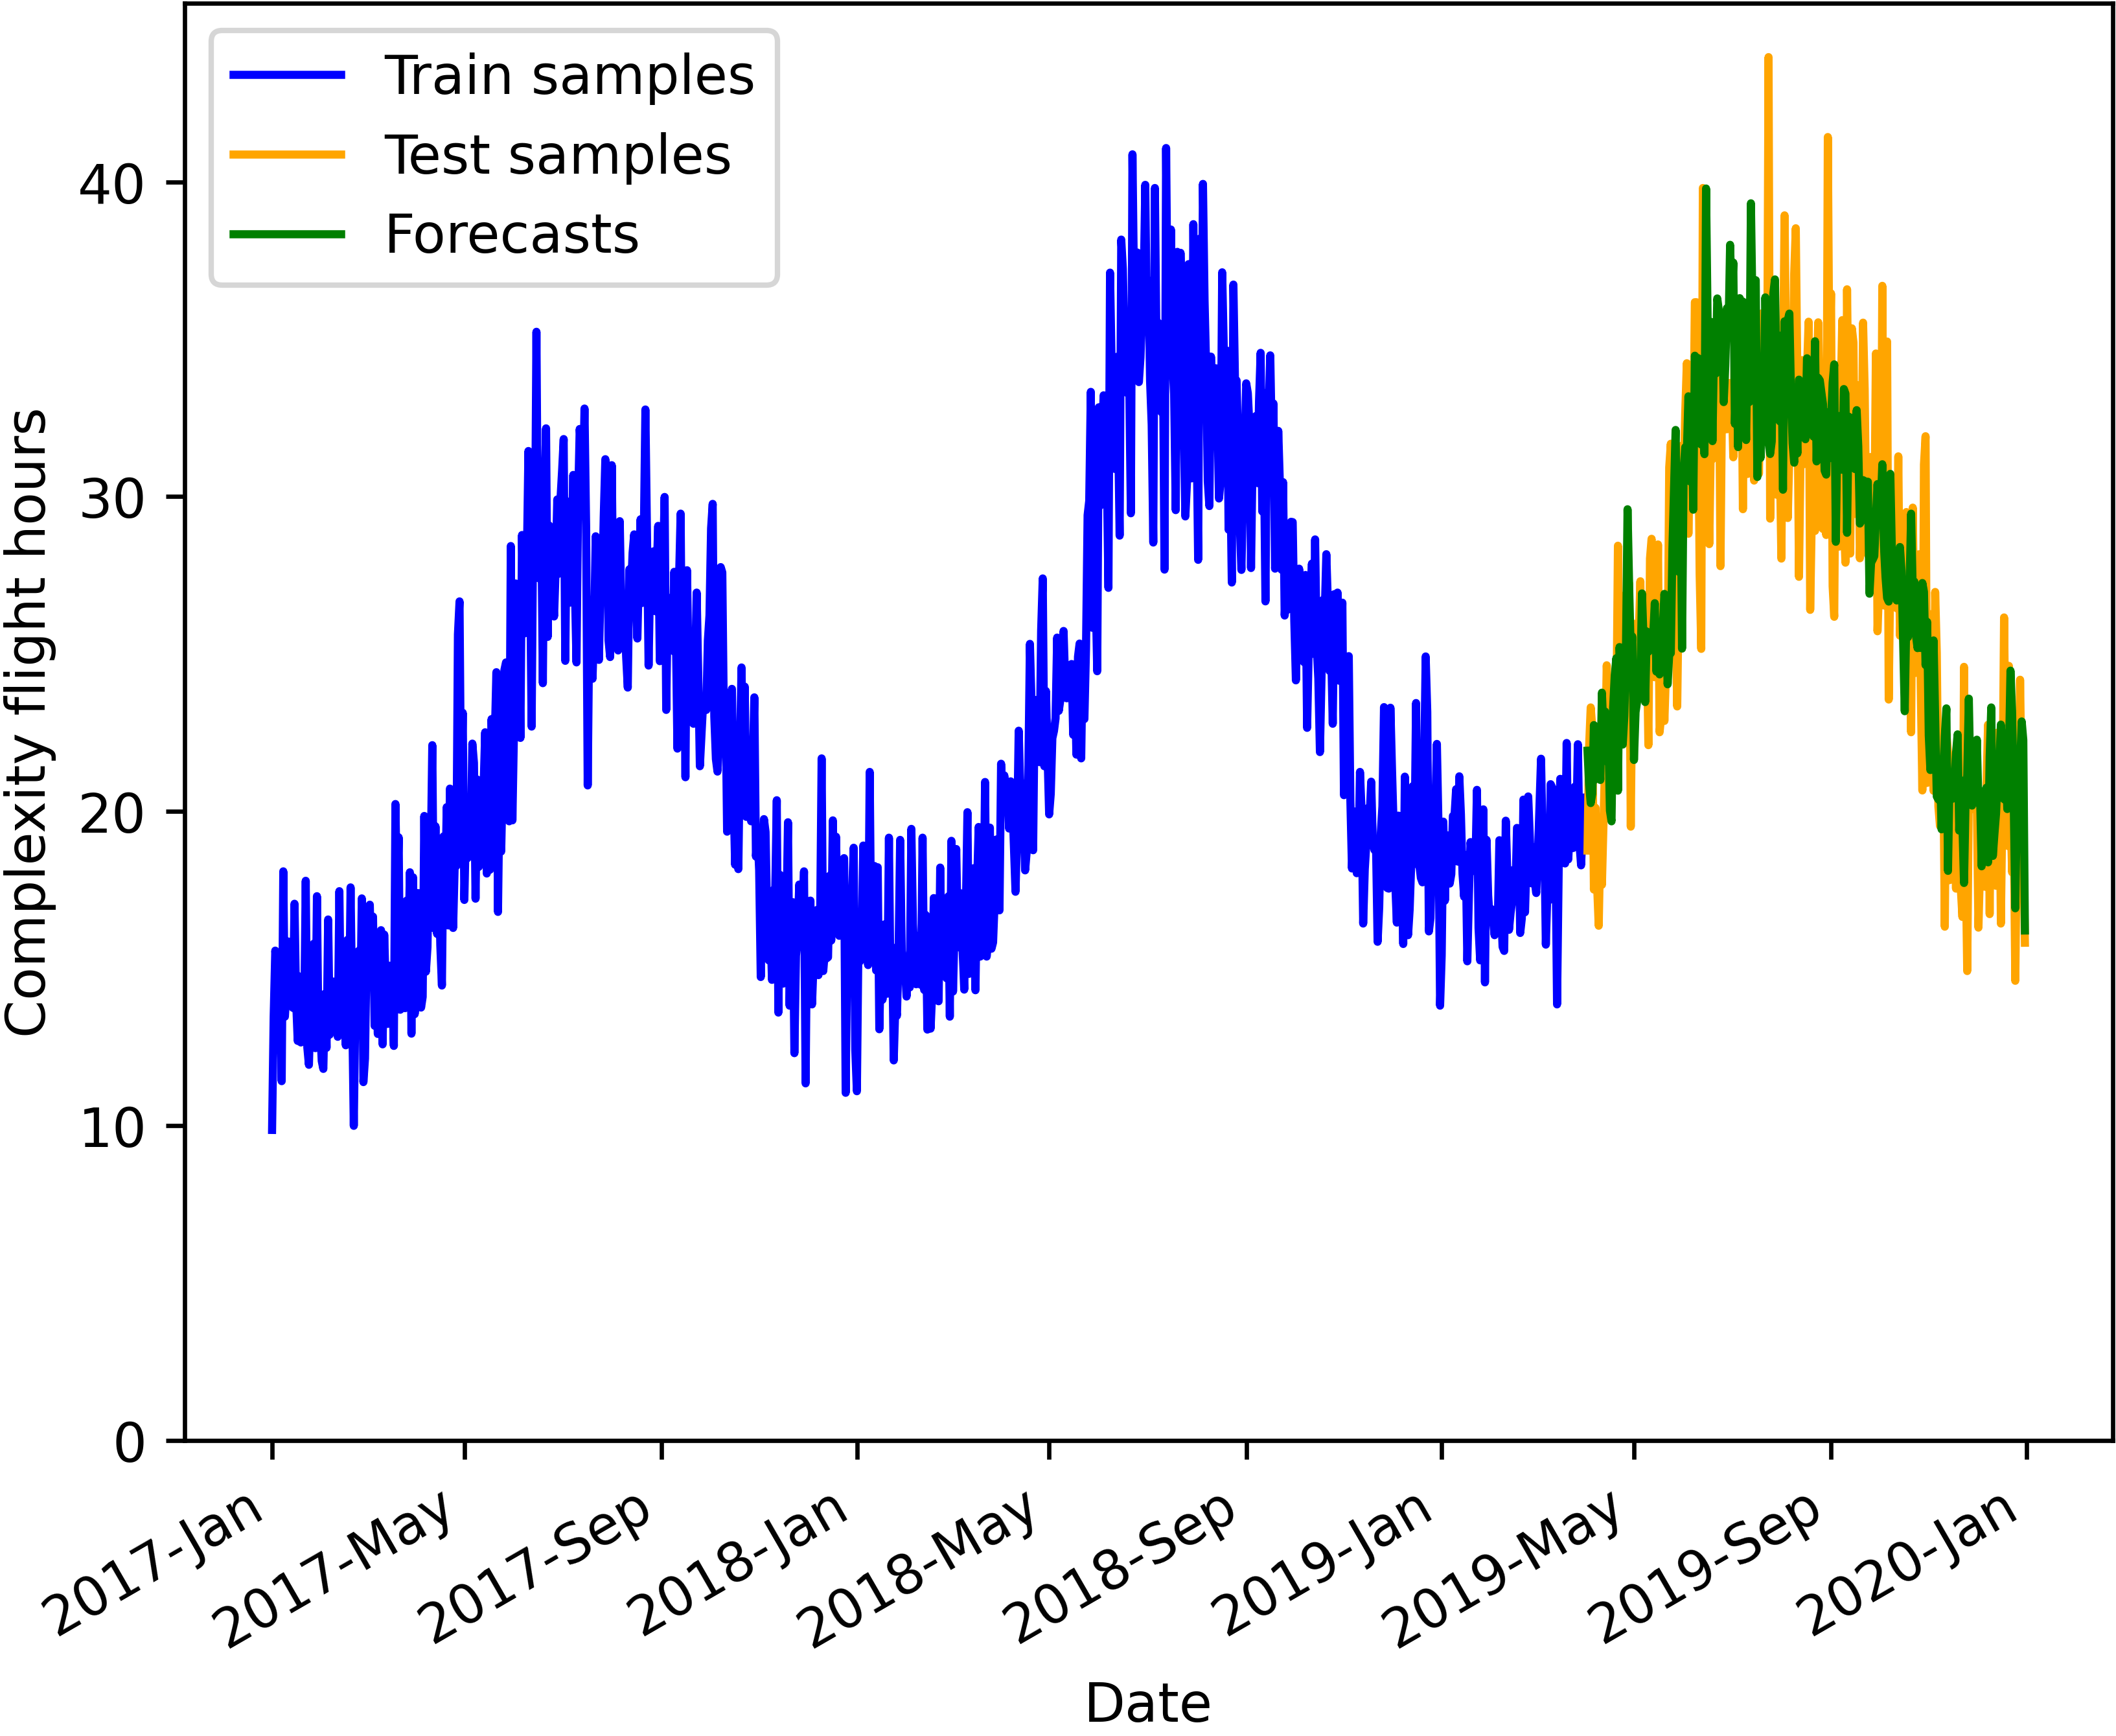 Train samples
Test samples
Forecasts
Complexity flight hours
40
30
20
10
0
2017-Jan
2017-May
2017-Sep
2018-Jan
2018-May
2018-Sep
2019-Jan
2019-May
2019-Sep
2020-Jan
Date